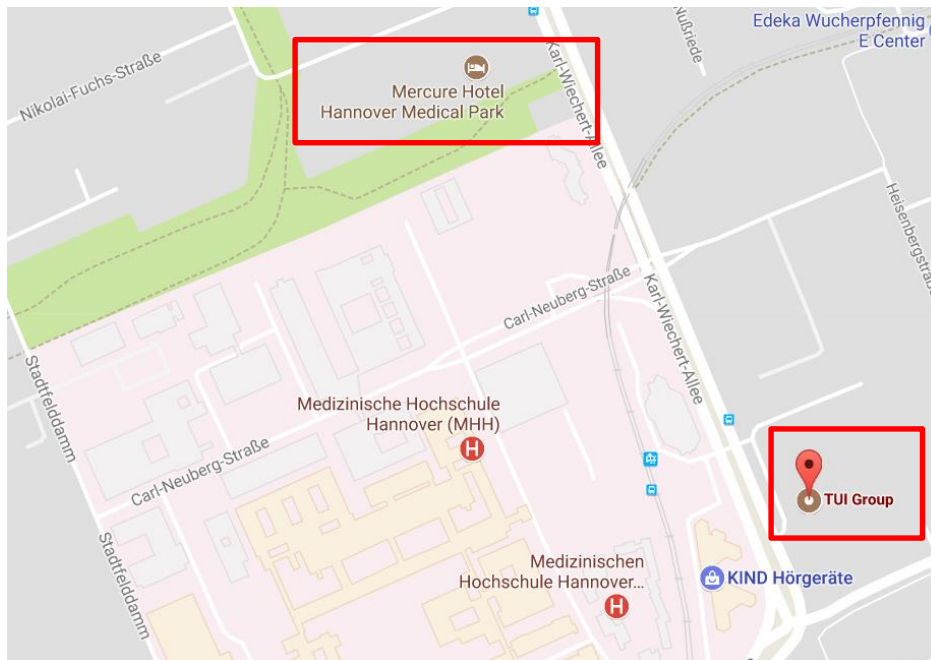 Edeka Wucherpfennig
E Center
Nußriede
Nikolai-Fuchs-Straße
Mercure Hotel
Hannover Medical Park
Karl-Wiechert-Allee
Heisenbergstraß
Carl-Neuberg-Straße
Karl-Wiechert-Allee
Stadtfelddamm
Medizinische Hochschule
Hannover (MHH)
H
Carl-Neuberg-Straße
TUI Group
Stadtfelddamm
Medizinischen
Hochschule Hannover...
H
KIND Hörgeräte